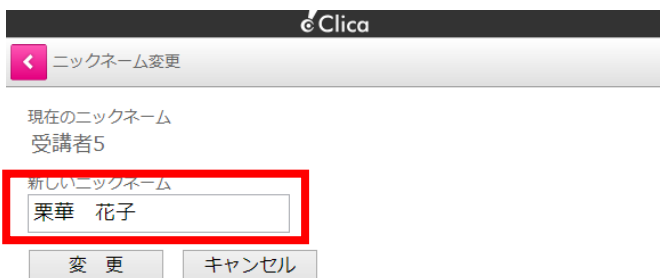 Clica
ニックネーム変更
現在のニックネーム
受講者5
新しいニックネーム
栗華　花子
変　更
キャンセル